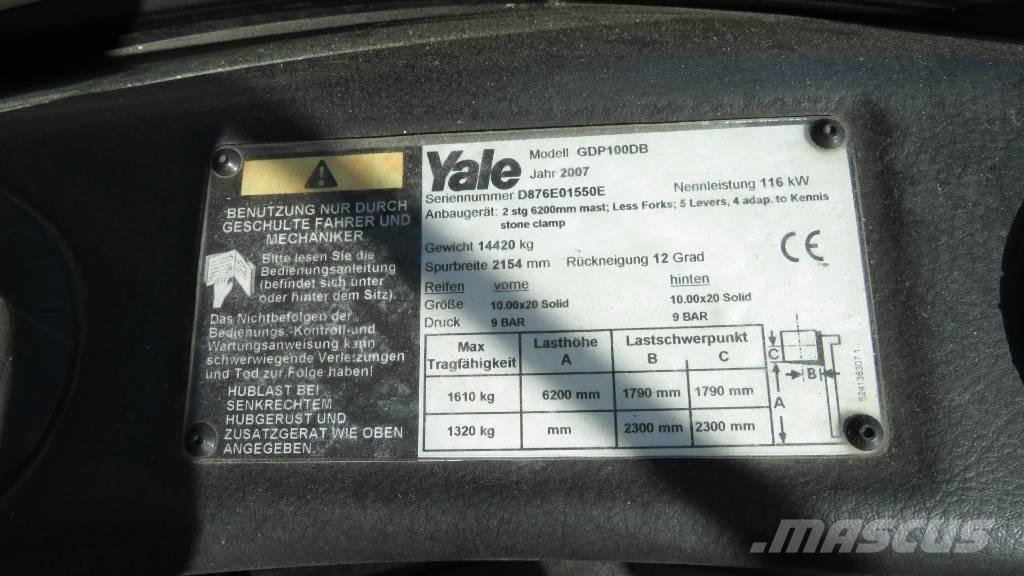 BENUTZUNG NUR DURCH
GESCHULTE FAHRER UND
MECHANIKER
Bitte lesen Sie die
Bedienungsanleitung
(befindet sich unter
oder hinter dem Sitz).
Das Nichtbefolgen der
Bedienungs.-Kontroll-und
Wartungsanweisung kann
schwerwiegende Verletzungen
und Tod zur Folge haben!
HUBLAST BEI
SENKRECHTEM
HUBGERUST UND
ZUSATZGERAT WIE OBEN
ANGEGEBEN.
Yale Modell GDP100DB
Jahr 2007
Seriennummer D876E01550E Nennleistung 116 kW
Anbaugerät: 2 stg 6200mm mast; Less Forks; 5 Levers, 4 adap. to Kennis
stone clamp
CE
Gewicht 14420 kg
Spurbreite 2154 mm Rückneigung 12 Grad
Reifen vorne hinten
Größe 10.00x20 Solid 10.00x20 Solid
Druck 9 BAR 9 BAR
Max Tragfähigkeit Lasthöhe A Lastschwerpunkt B C
1610 kg 6200 mm 1790 mm 1790 mm
1320 kg mm 2300 mm 2300 mm
C B A
524138307 1
MASCUS